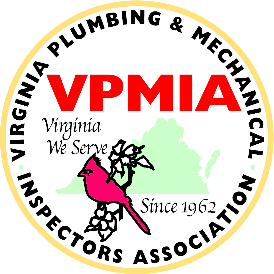 VIRGINIA PLUMBING & MECHANICAL
VPMIA
Virginia
We Serve
Since 1962
INSPECTORS ASSOCIATION